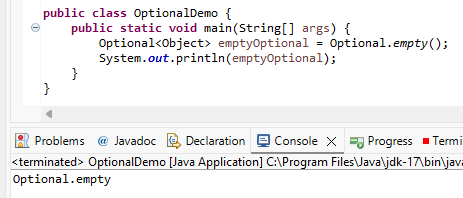 public class OptionalDemo {
public static void main(String[] args) {
Optional<Object> emptyOptional = Optional.empty();
System.out.println(emptyOptional);
}
}
Problems @ Javadoc Declaration Console Progress Termi
<terminated> OptionalDemo [Java Application] C:\Program Files\Java\jdk-17\bin\java
Optional.empty